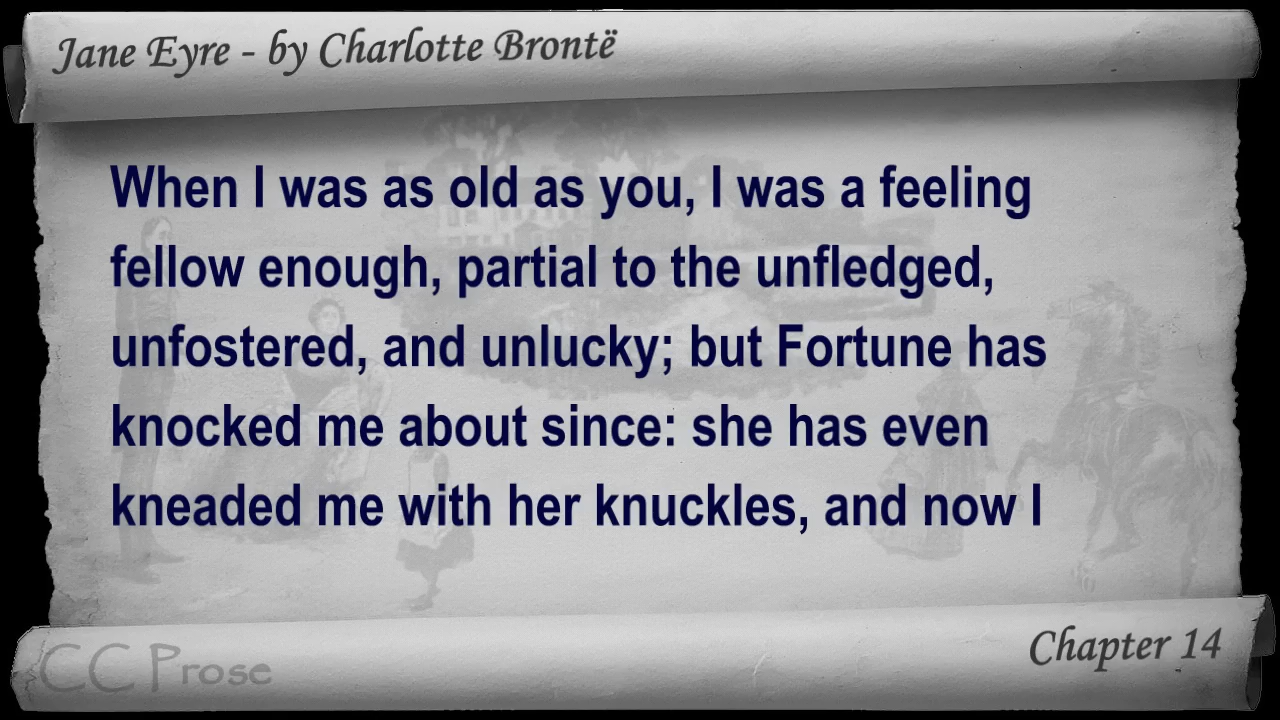 Jane Eyre - by Charlotte Brontë
When I was as old as you, I was a feeling
fellow enough, partial to the unfledged,
unfostered, and unlucky; but Fortune has
knocked me about since: she has even
kneaded me with her knuckles, and now I
Chapter 14
CC Prose